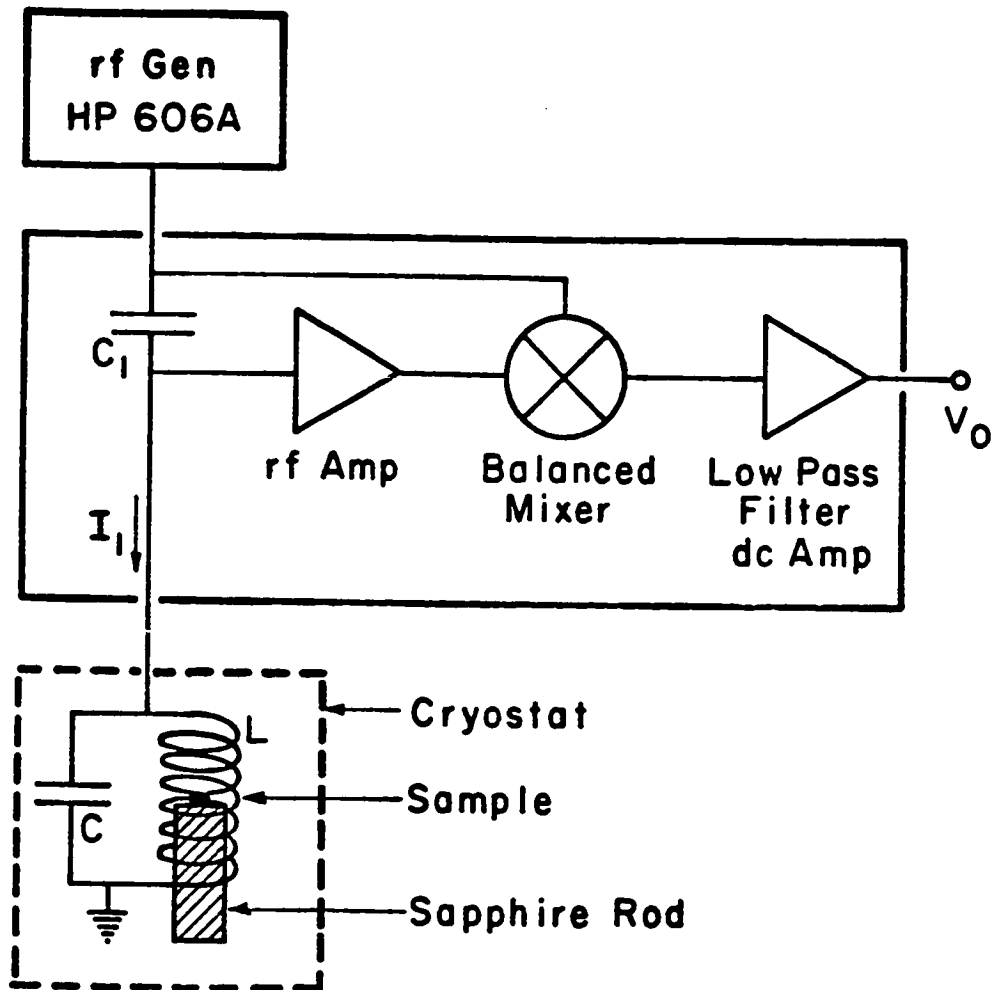 rf Gen
HP 606A
C₁
rf Amp
Balanced
Mixer
Low Pass
Filter
dc Amp
V₀
I₁
Cryostat
L
Sample
C
Sapphire Rod